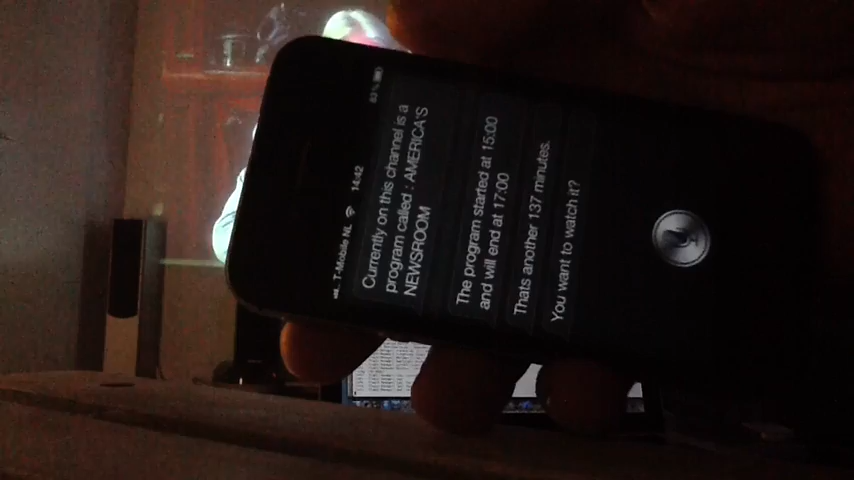 T-Mobile NL 14:42 83%
Currently on this channel is a
program called : AMERICA'S
NEWSROOM
The program started at 15:00
and will end at 17:00
Thats another 137 minutes.
You want to watch it?